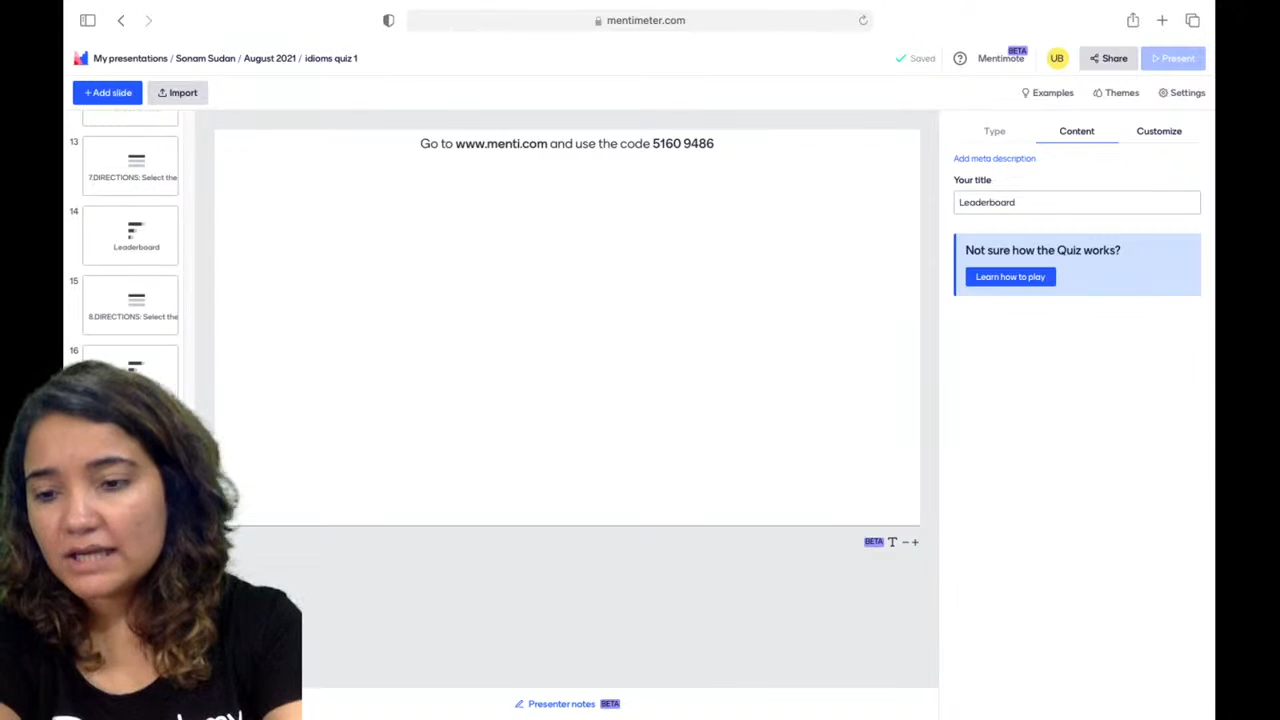 mentimeter.com
My presentations / Sonam Sudan / August 2021 / idioms quiz 1
Saved
Mentimote BETA
UB
Share
Present
+ Add slide
Import
Examples
Themes
Settings
13
7.DIRECTIONS: Select the
14
Leaderboard
15
8.DIRECTIONS: Select the
16
Go to www.menti.com and use the code 5160 9486
BETA T − +
Presenter notes BETA
Type
Content
Customize
Add meta description
Your title
Leaderboard
Not sure how the Quiz works?
Learn how to play